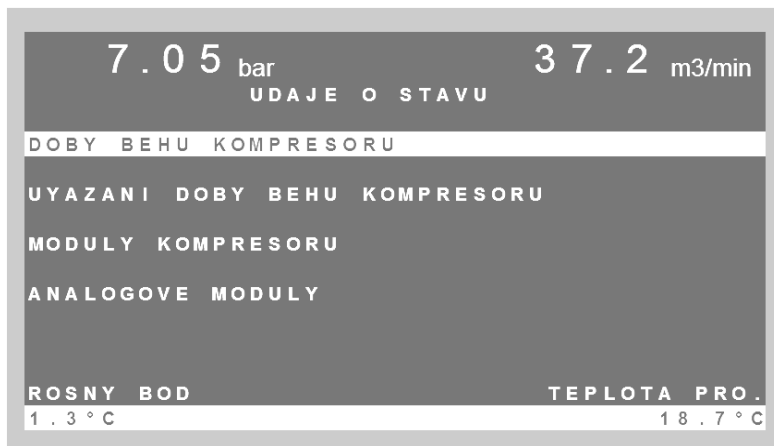 7.05 bar 37.2 m3/min
UDAJE O STAVU
DOBY BEHU KOMPRESORU
UYAZANI DOBY BEHU KOMPRESORU
MODULY KOMPRESORU
ANALOGOVE MODULY
ROSNY BOD TEPLOTA PRO.
1.3°C 18.7°C